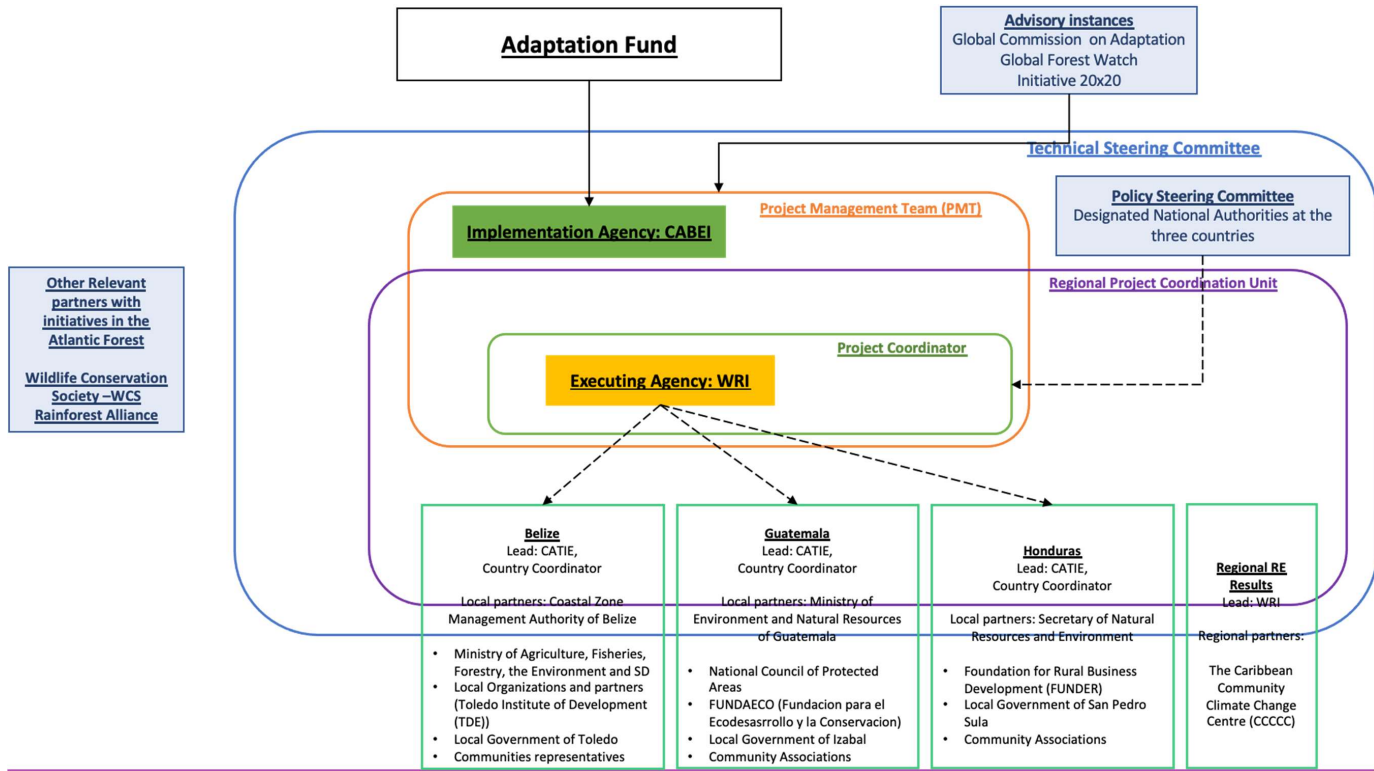 Adaptation Fund
Advisory instances
Global Commission on Adaptation
Global Forest Watch
Initiative 20x20
Technical Steering Committee
Project Management Team (PMT)
Implementation Agency: CABEI
Policy Steering Committee
Designated National Authorities at the
three countries
Other Relevant
partners with
initiatives in the
Atlantic Forest
Wildlife Conservation
Society –WCS
Rainforest Alliance
Regional Project Coordination Unit
Project Coordinator
Executing Agency: WRI
Belize
Lead: CATIE,
Country Coordinator
Local partners: Coastal Zone
Management Authority of Belize
• Ministry of Agriculture, Fisheries,
Forestry, the Environment and SD
• Local Organizations and partners
(Toledo Institute of Development
(TDE))
• Local Government of Toledo
• Communities representatives
Guatemala
Lead: CATIE,
Country Coordinator
Local partners: Ministry of
Environment and Natural Resources
of Guatemala
• National Council of Protected
Areas
• FUNDAECO (Fundacion para el
Ecodesasrrollo y la Conservacion)
• Local Government of Izabal
• Community Associations
Honduras
Lead: CATIE,
Country Coordinator
Local partners: Secretary of Natural
Resources and Environment
• Foundation for Rural Business
Development (FUNDER)
• Local Government of San Pedro
Sula
• Community Associations
Regional RE
Results
Lead: WRI
Regional partners:
The Caribbean
Community
Climate Change
Centre (CCCCC)